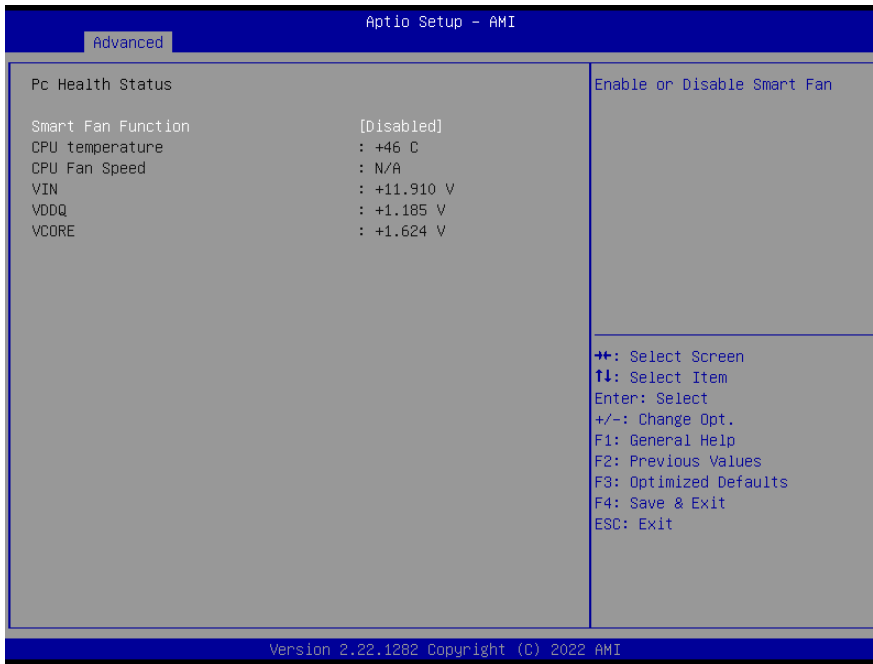 Aptio Setup - AMI
Advanced
Pc Health Status
Smart Fan Function [Disabled]
CPU temperature : +46 C
CPU Fan Speed : N/A
VIN : +11.910 V
VDDQ : +1.185 V
VCORE : +1.624 V
Enable or Disable Smart Fan
→←: Select Screen
↑↓: Select Item
Enter: Select
+/-: Change Opt.
F1: General Help
F2: Previous Values
F3: Optimized Defaults
F4: Save & Exit
ESC: Exit
Version 2.22.1282 Copyright (C) 2022 AMI